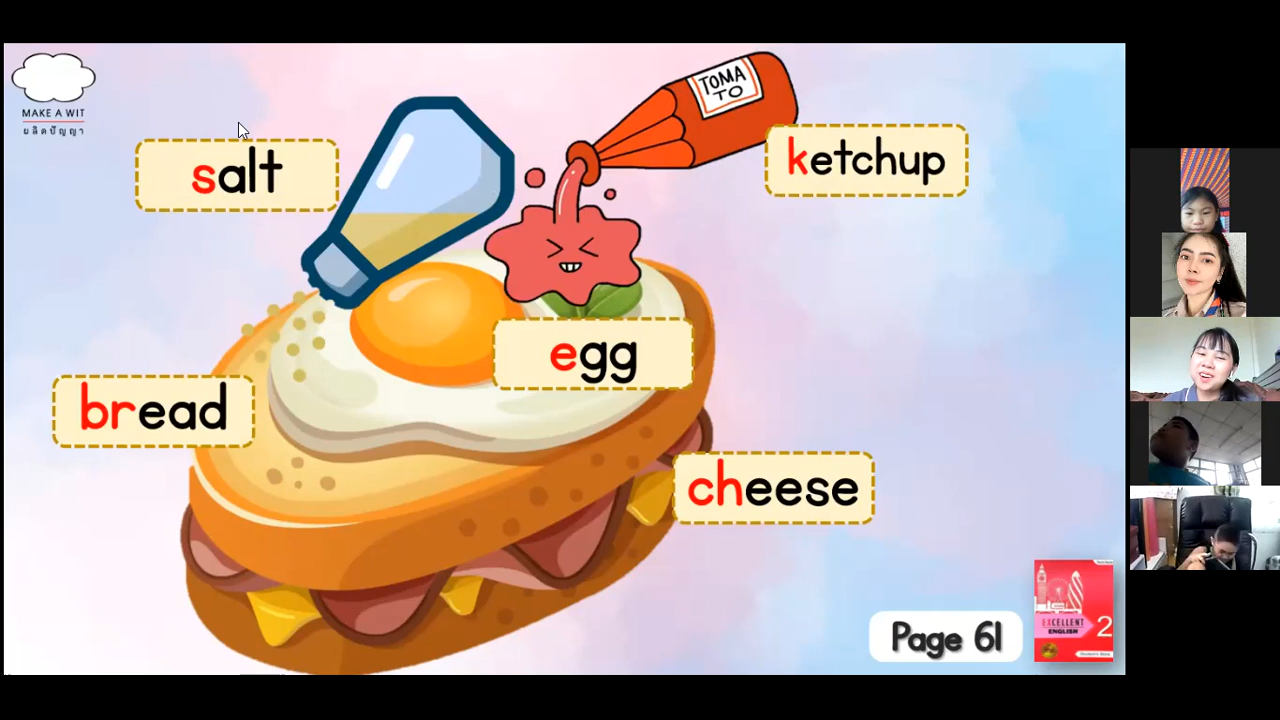 MAKE A WIT
ผลิตปัญญา
TOMA
TO
salt
ketchup
egg
bread
cheese
Page 61
EXCELLENT
ENGLISH
2